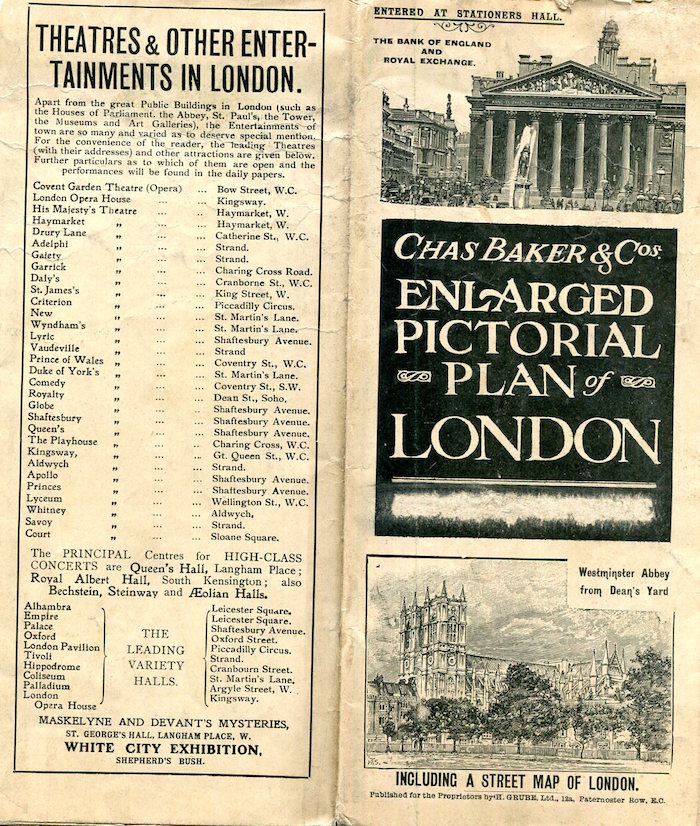 THEATRES & OTHER ENTER-
TAINMENTS IN LONDON.
Apart from the great Public Buildings in London (such as
the Houses of Parliament, the Abbey, St. Paul's, the Tower,
the Museums and Art Galleries), the Entertainments of
town are so many and varied as to deserve special mention.
For the convenience of the reader, the leading Theatres
(with their addresses) and other attractions are given below.
Further particulars as to which of them are open and the
performances will be found in the daily papers.
Covent Garden Theatre (Opera) ... Bow Street, W.C.
London Opera House ... ... Kingsway.
His Majesty's Theatre ... ... Haymarket, W.
Haymarket „ ... ... Haymarket, W.
Drury Lane „ ... ... Catherine St., W.C.
Adelphi „ ... ... Strand.
Gaiety „ ... ... Strand.
Garrick „ ... ... Charing Cross Road.
Daly's „ ... ... Cranborne St., W.C.
St. James's „ ... ... King Street, W.
Criterion „ ... ... Piccadilly Circus.
New „ ... ... St. Martin's Lane.
Wyndham's „ ... ... St. Martin's Lane.
Lyric „ ... ... Shaftesbury Avenue.
Vaudeville „ ... ... Strand
Prince of Wales „ ... ... Coventry St., W.C.
Duke of York's „ ... ... St. Martin's Lane.
Comedy „ ... ... Coventry St., S.W.
Royalty „ ... ... Dean St., Soho.
Globe „ ... ... Shaftesbury Avenue.
Shaftesbury „ ... ... Shaftesbury Avenue.
Queen's „ ... ... Shaftesbury Avenue.
The Playhouse „ ... ... Charing Cross, W.C.
Kingsway, „ ... ... Gt. Queen St., W.C.
Aldwych „ ... ... Strand.
Apollo „ ... ... Shaftesbury Avenue.
Princes „ ... ... Shaftesbury Avenue.
Lyceum „ ... ... Wellington St., W.C.
Whitney „ ... ... Aldwych,
Savoy „ ... ... Strand.
Court „ ... ... Sloane Square.
The PRINCIPAL Centres for HIGH-CLASS
CONCERTS are Queen's Hall, Langham Place;
Royal Albert Hall, South Kensington; also
Bechstein, Steinway and Æolian Halls.
Alhambra
Empire
Palace
Oxford
London Pavilion
Tivoli
Hippodrome
Coliseum
Palladium
London
Opera House
THE
LEADING
VARIETY
HALLS.
Leicester Square.
Leicester Square.
Shaftesbury Avenue.
Oxford Street.
Piccadilly Circus.
Strand.
Cranbourn Street.
St. Martin's Lane,
Argyle Street, W.
Kingsway.
MASKELYNE AND DEVANT'S MYSTERIES,
ST. GEORGE'S HALL, LANGHAM PLACE, W.
WHITE CITY EXHIBITION,
SHEPHERD'S BUSH.
ENTERED AT STATIONERS HALL.
THE BANK OF ENGLAND
AND
ROYAL EXCHANGE.
CHAS BAKER & COS.
ENLARGED
PICTORIAL
PLAN of
LONDON
Westminster Abbey
from Dean's Yard
INCLUDING A STREET MAP OF LONDON.
Published for the Proprietors by H. GRUBE, Ltd., 12a, Paternoster Row, E.C.